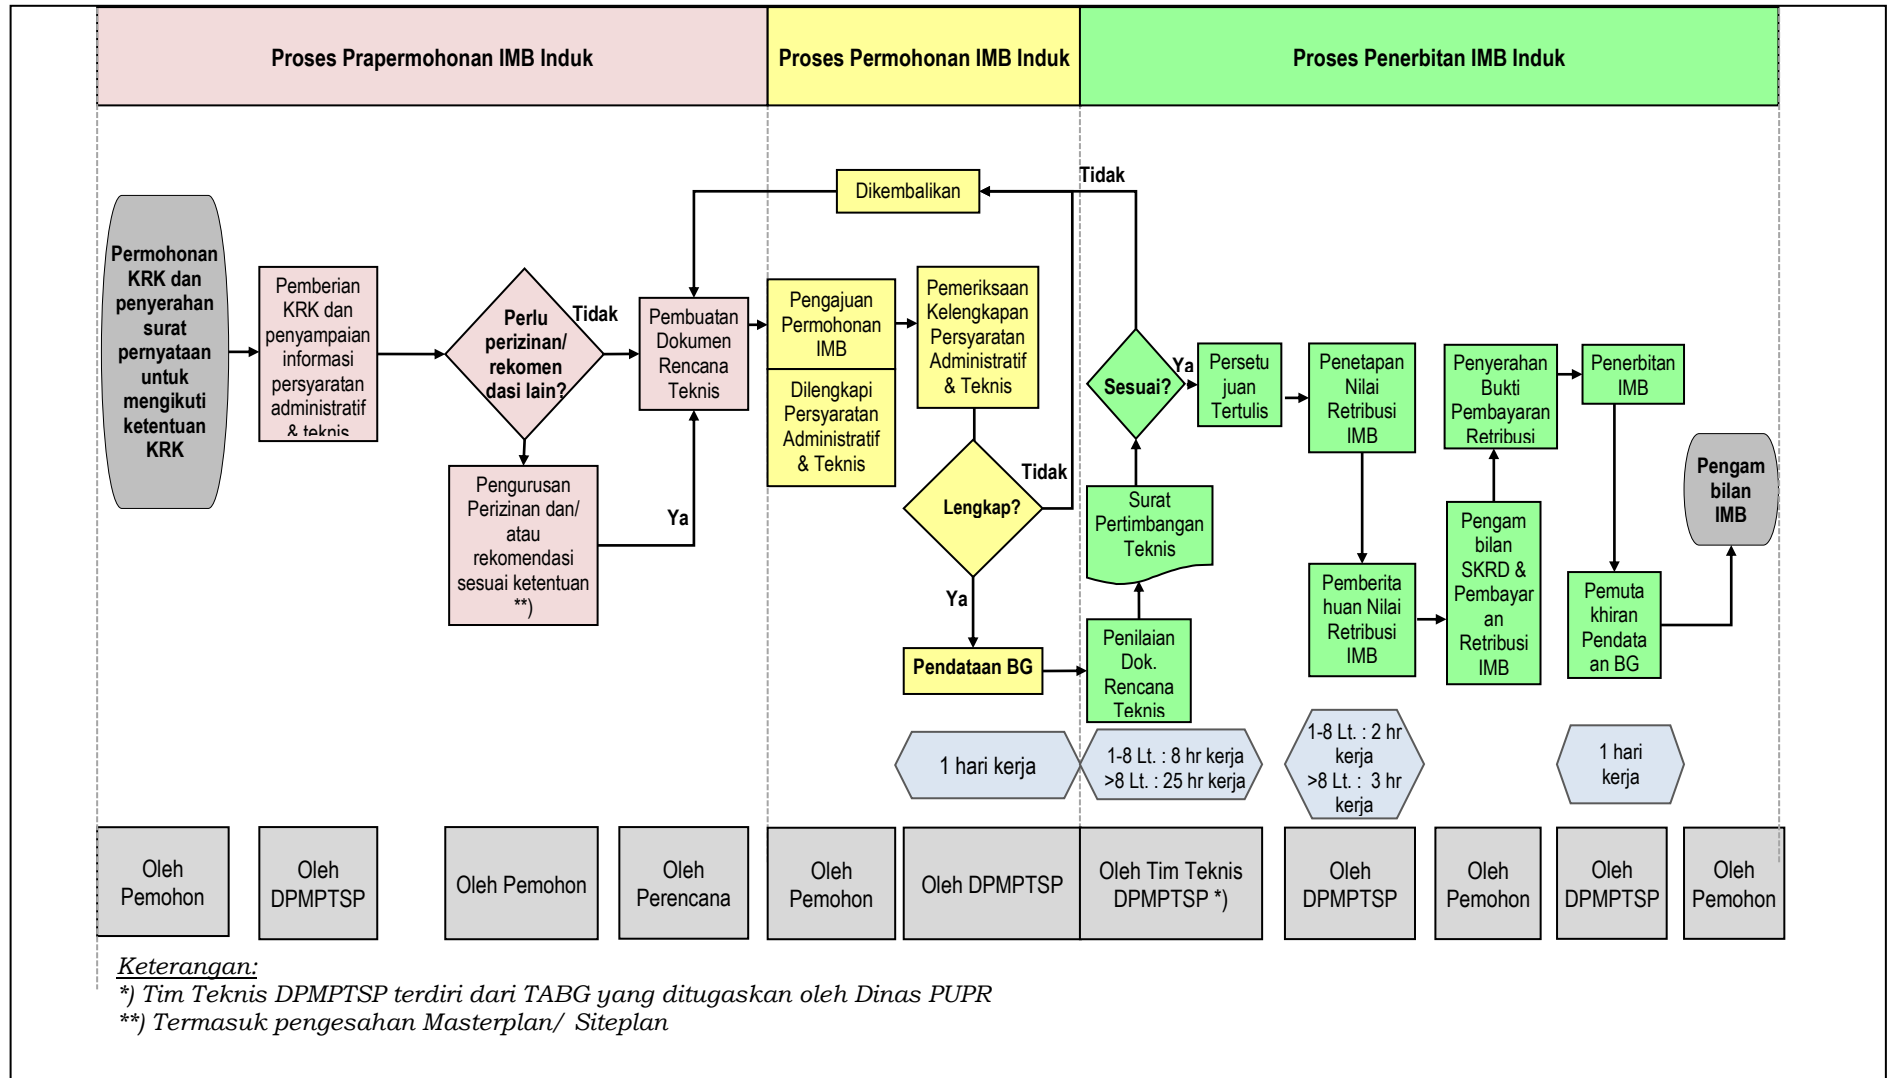 Proses Prapermohonan IMB Induk
Proses Permohonan IMB Induk
Proses Penerbitan IMB Induk
Permohonan
KRK dan
penyerahan
surat
pernyataan
untuk
mengikuti
ketentuan
KRK
Pemberian
KRK dan
penyampaian
informasi
persyaratan
administratif
& teknis
Perlu
perizinan/
rekomen
dasi lain?
Tidak
Pengurusan
Perizinan dan/
atau
rekomendasi
sesuai ketentuan
**)
Ya
Pembuatan
Dokumen
Rencana
Teknis
Dikembalikan
Pengajuan
Permohonan
IMB
Dilengkapi
Persyaratan
Administratif
& Teknis
Pemeriksaan
Kelengkapan
Persyaratan
Administratif
& Teknis
Lengkap?
Tidak
Ya
Pendataan BG
Tidak
Sesuai?
Ya
Surat
Pertimbangan
Teknis
Penilaian
Dok.
Rencana
Teknis
Persetu
juan
Tertulis
Penetapan
Nilai
Retribusi
IMB
Pemberita
huan Nilai
Retribusi
IMB
Penyerahan
Bukti
Pembayaran
Retribusi
Pengam
bilan
SKRD &
Pembayar
an
Retribusi
IMB
Penerbitan
IMB
Pemuta
khiran
Pendata
an BG
Pengam
bilan
IMB
1 hari kerja
1-8 Lt. : 8 hr kerja
>8 Lt. : 25 hr kerja
1-8 Lt. : 2 hr
kerja
>8 Lt. : 3 hr
kerja
1 hari
kerja
Oleh
Pemohon
Oleh
DPMPTSP
Oleh Pemohon
Oleh
Perencana
Oleh
Pemohon
Oleh DPMPTSP
Oleh Tim Teknis
DPMPTSP *)
Oleh
DPMPTSP
Oleh
Pemohon
Oleh
DPMPTSP
Oleh
Pemohon
Keterangan:
*) Tim Teknis DPMPTSP terdiri dari TABG yang ditugaskan oleh Dinas PUPR
**) Termasuk pengesahan Masterplan/ Siteplan